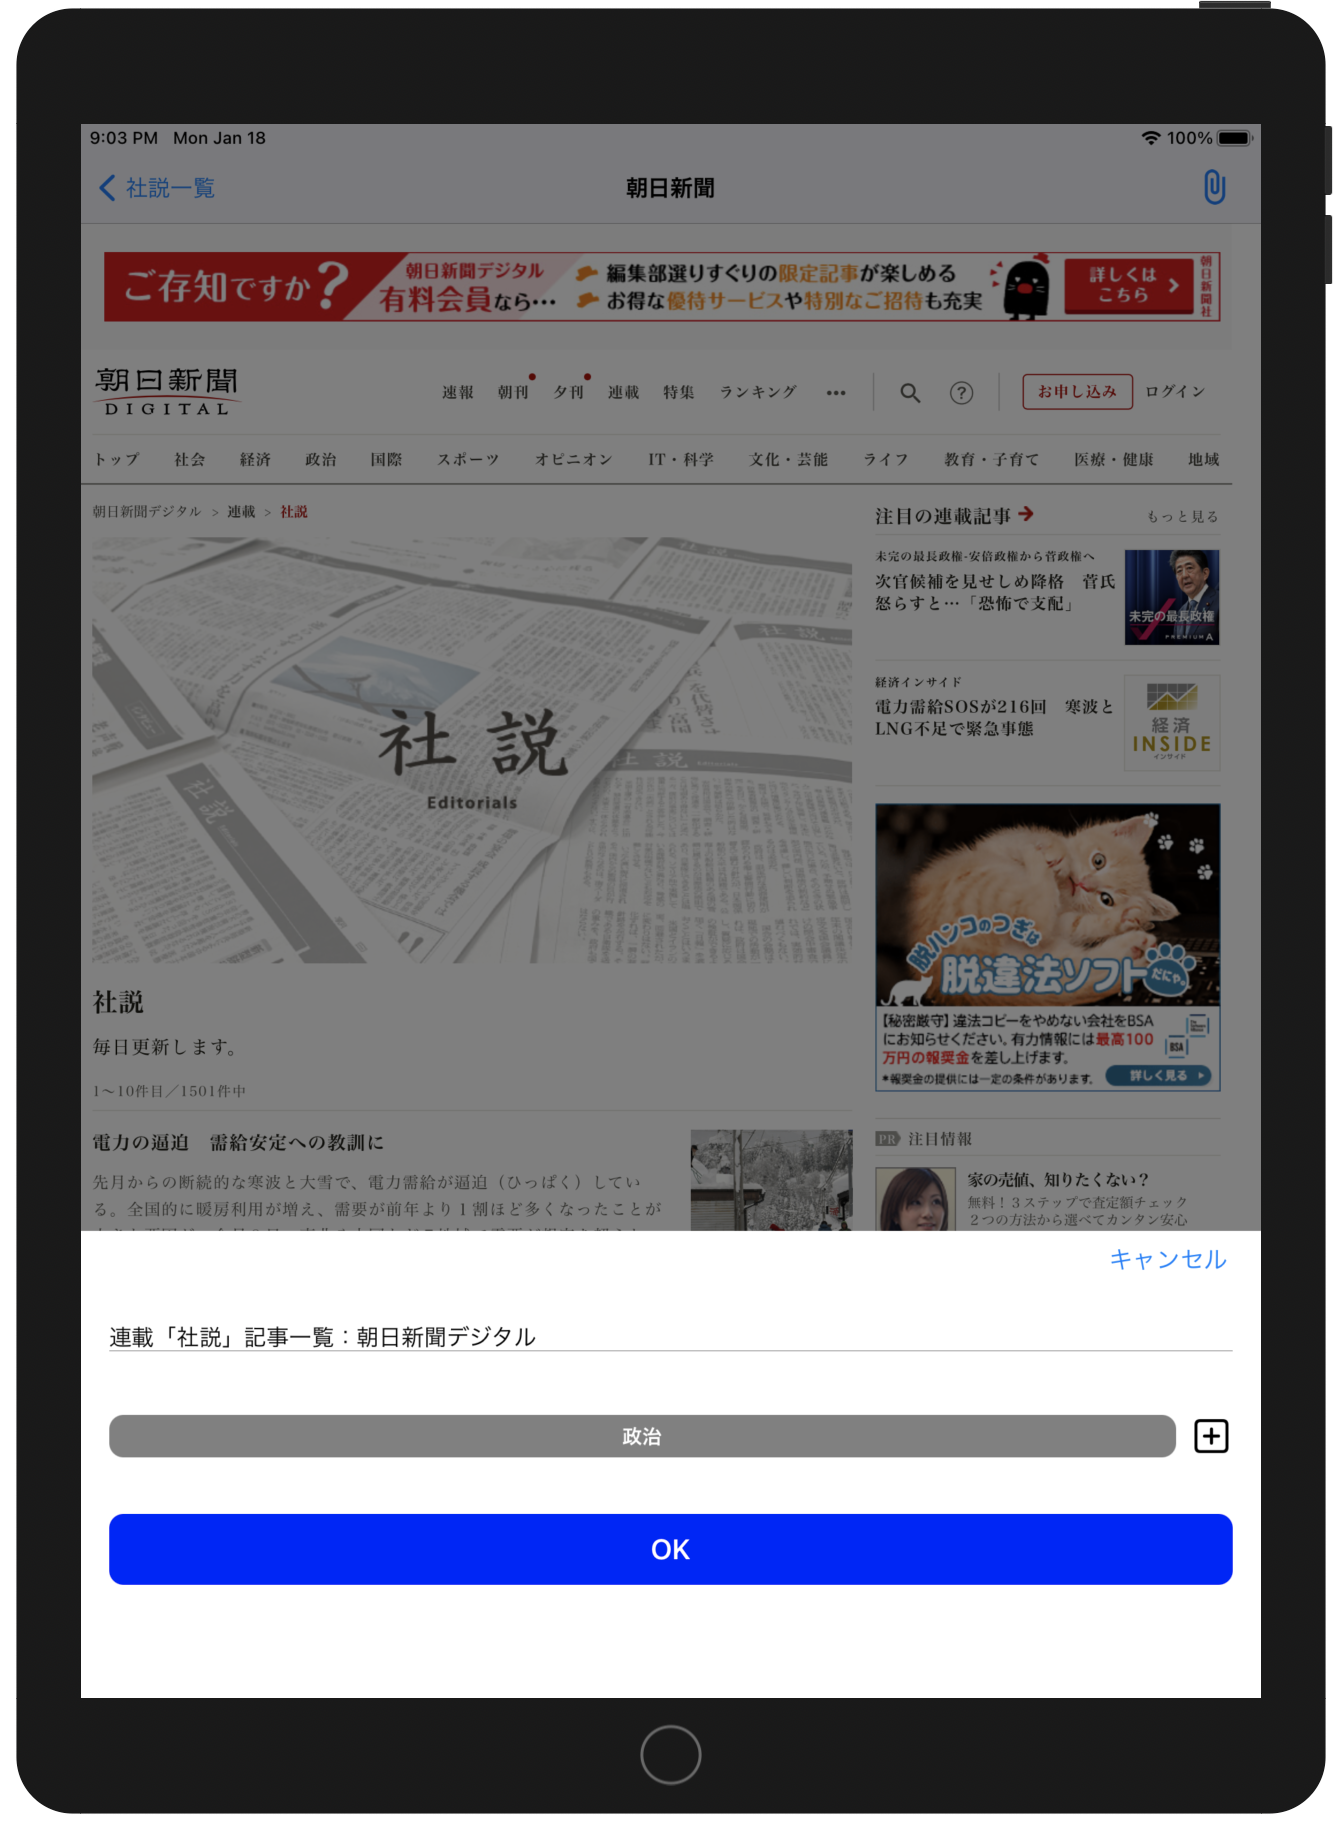 9:03 PM Mon Jan 18
100%
社説一覧
朝日新聞
ご存知ですか?
朝日新聞デジタル
有料会員なら・・・
編集部選りすぐりの限定記事が楽しめる
お得な優待サービスや特別なご招待も充実
詳しくは
こちら
朝日新聞社
朝日新聞
DIGITAL
速報 朝刊 夕刊 連載 特集 ランキング •••
お申し込み ログイン
トップ 社会 経済 政治 国際 スポーツ オピニオン IT・科学 文化・芸能 ライフ 教育・子育て 医療・健康 地域
朝日新聞デジタル > 連載 > 社説
社説
Editorials
社説
毎日更新します。
1〜10件目／1501件中
電力の逼迫　需給安定への教訓に
先月からの断続的な寒波と大雪で、電力需給が逼迫（ひっぱく）してい
る。全国的に暖房利用が増え、需要が前年より１割ほど多くなったことが
注目の連載記事
もっと見る
未完の最長政権-安倍政権から菅政権へ
次官候補を見せしめ降格　菅氏
怒らすと…「恐怖で支配」
未完の最長政権
PREMIUM A
経済インサイド
電力需給SOSが216回　寒波と
LNG不足で緊急事態
経済
INSIDE
インサイド
脱ハンコのつぎは
脱違法ソフトだにゃ。
【秘密厳守】違法コピーをやめない会社をBSA
にお知らせください。有力情報には最高100
万円の報奨金を差し上げます。
*報奨金の提供には一定の条件があります。
BSA
詳しく見る
PR 注目情報
家の売値、知りたくない？
無料！３ステップで査定額チェック
２つの方法から選べてカンタン安心
キャンセル
連載「社説」記事一覧：朝日新聞デジタル
政治
OK